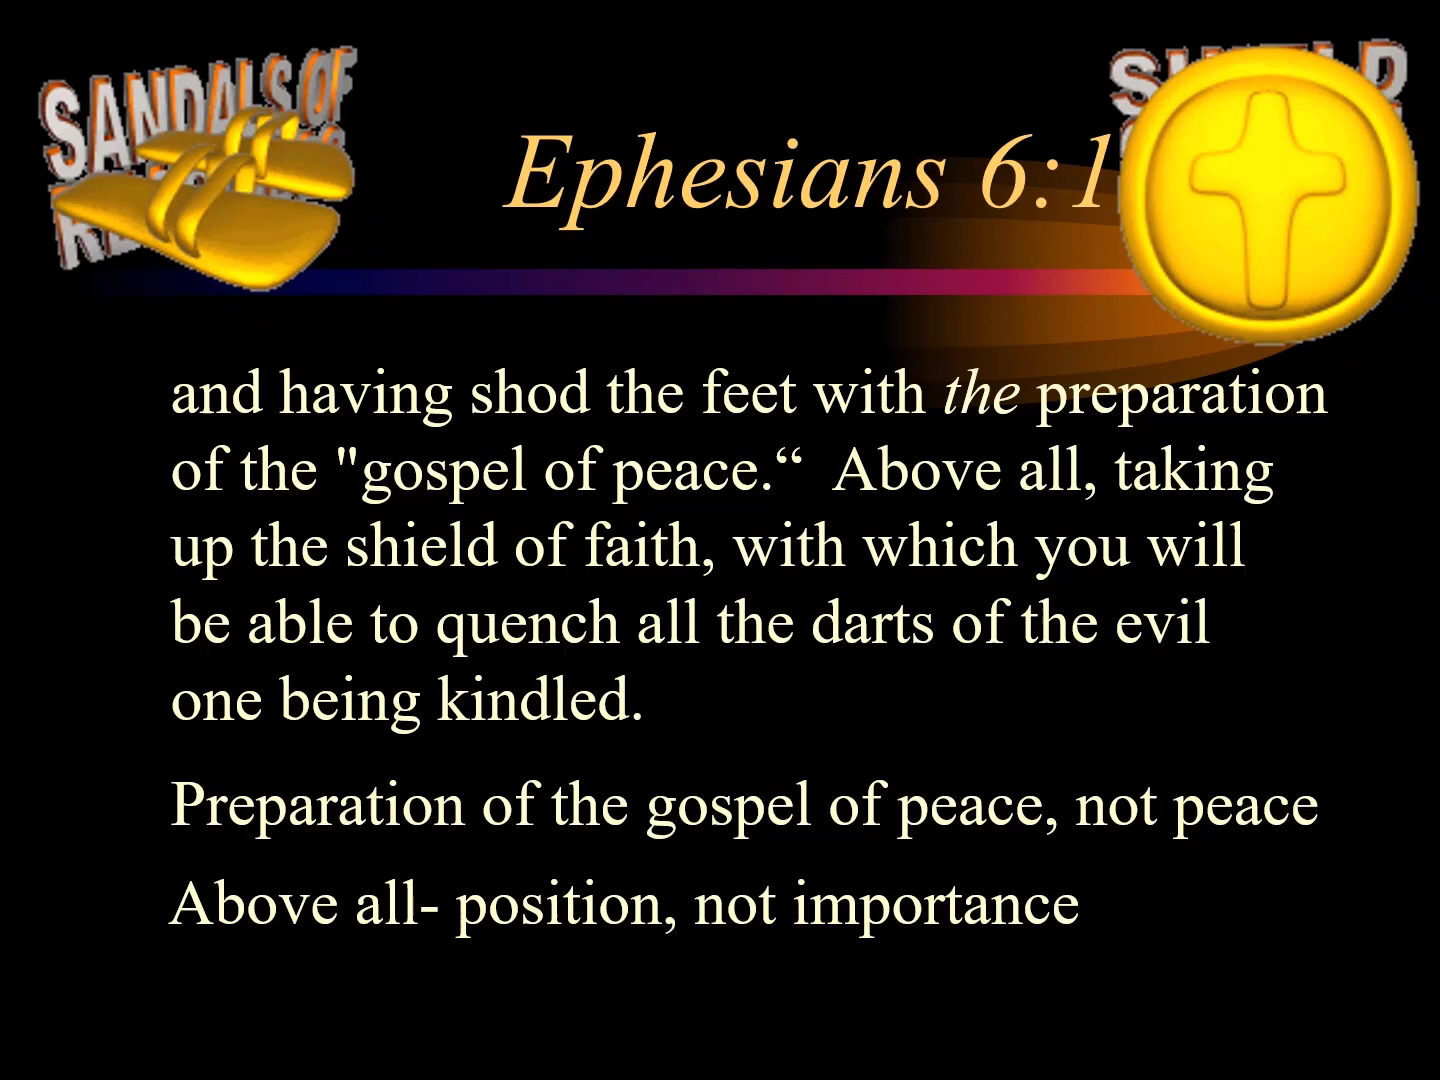 SANDALS OF
Ephesians 6:1
and having shod the feet with the preparation
of the "gospel of peace.“ Above all, taking
up the shield of faith, with which you will
be able to quench all the darts of the evil
one being kindled.
Preparation of the gospel of peace, not peace
Above all- position, not importance